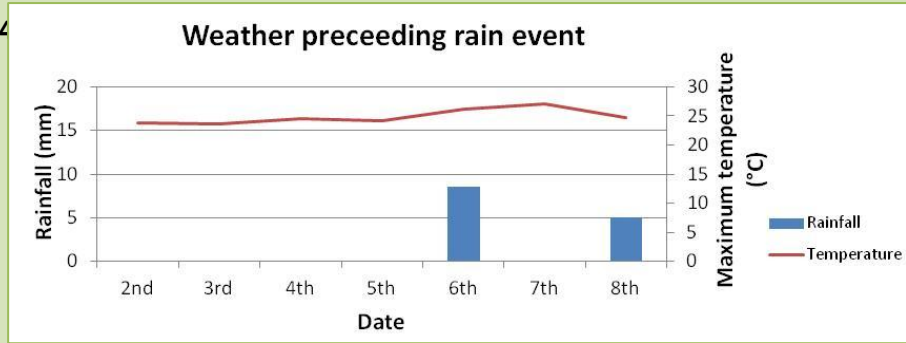 4
Weather preceeding rain event
20
15
10
5
0
Rainfall (mm)
30
25
20
15
10
5
0
Maximum temperature
(°C)
2nd 3rd 4th 5th 6th 7th 8th
Date
Rainfall
Temperature